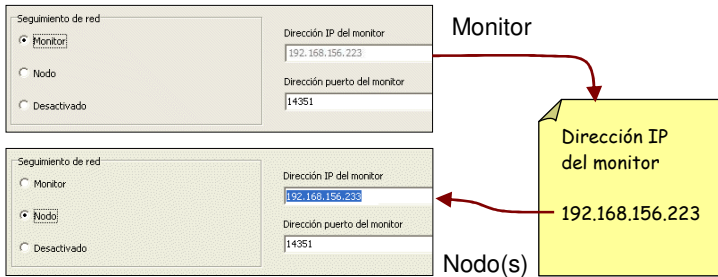 Seguimiento de red
Monitor
Nodo
Desactivado
Dirección IP del monitor
192.168.156.223
Dirección puerto del monitor
14351
Monitor
Seguimiento de red
Monitor
Nodo
Desactivado
Dirección IP del monitor
192.168.156.233
Dirección puerto del monitor
14351
Nodo(s)
Dirección IP
del monitor
192.168.156.223